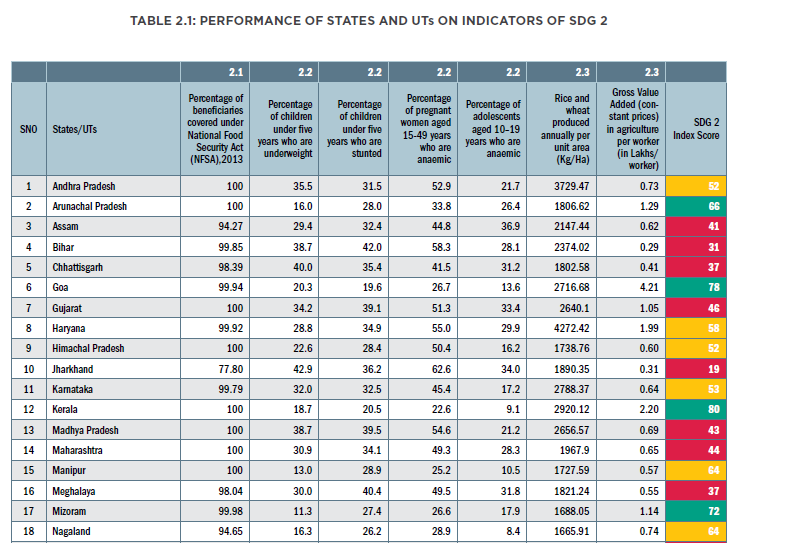 TABLE 2.1: PERFORMANCE OF STATES AND UTs ON INDICATORS OF SDG 2
2.1 2.2 2.2 2.2 2.2 2.3 2.3
SNO States/UTs Percentage of beneficiaries covered under National Food Security Act (NFSA),2013 Percentage of children under five years who are underweight Percentage of children under five years who are stunted Percentage of pregnant women aged 15-49 years who are anaemic Percentage of adolescents aged 10-19 years who are anaemic Rice and wheat produced annually per unit area (Kg/Ha) Gross Value Added (con- stant prices) in agriculture per worker (in Lakhs/ worker) SDG 2 Index Score
1 Andhra Pradesh 100 35.5 31.5 52.9 21.7 3729.47 0.73 52
2 Arunachal Pradesh 100 16.0 28.0 33.8 26.4 1806.62 1.29 66
3 Assam 94.27 29.4 32.4 44.8 36.9 2147.44 0.62 41
4 Bihar 99.85 38.7 42.0 58.3 28.1 2374.02 0.29 31
5 Chhattisgarh 98.39 40.0 35.4 41.5 31.2 1802.58 0.41 37
6 Goa 99.94 20.3 19.6 26.7 13.6 2716.68 4.21 78
7 Gujarat 100 34.2 39.1 51.3 33.4 2640.1 1.05 46
8 Haryana 99.92 28.8 34.9 55.0 29.9 4272.42 1.99 58
9 Himachal Pradesh 100 22.6 28.4 50.4 16.2 1738.76 0.60 52
10 Jharkhand 77.80 42.9 36.2 62.6 34.0 1890.35 0.31 19
11 Karnataka 99.79 32.0 32.5 45.4 17.2 2788.37 0.64 53
12 Kerala 100 18.7 20.5 22.6 9.1 2920.12 2.20 80
13 Madhya Pradesh 100 38.7 39.5 54.6 21.2 2656.57 0.69 43
14 Maharashtra 100 30.9 34.1 49.3 28.3 1967.9 0.65 44
15 Manipur 100 13.0 28.9 25.2 10.5 1727.59 0.57 64
16 Meghalaya 98.04 30.0 40.4 49.5 31.8 1821.24 0.55 37
17 Mizoram 99.98 11.3 27.4 26.6 17.9 1688.05 1.14 72
18 Nagaland 94.65 16.3 26.2 28.9 8.4 1665.91 0.74 64